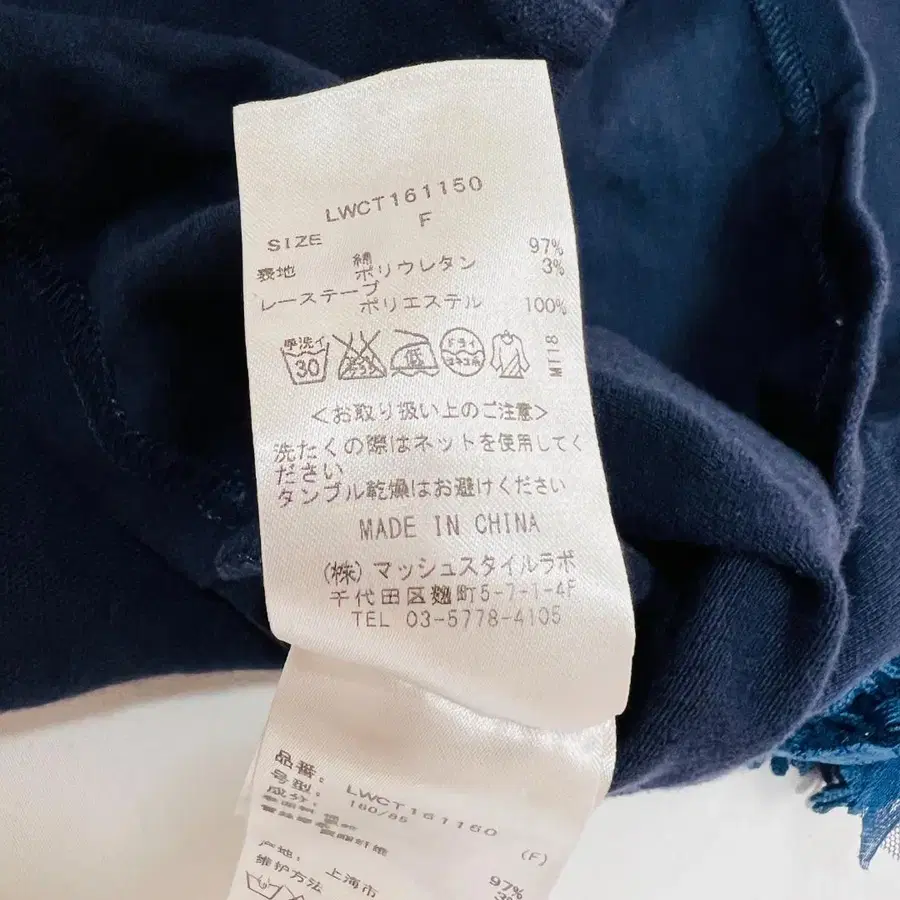 LWCT161150
SIZE F
表地 綿 97%
ポリウレタン 3%
レーステープ
ポリエステル 100%
手洗イ
30
低
ドライ
MT18
<お取り扱い上のご注意>
洗たくの際はネットを使用してく
ださい
タンブル乾燥はお避けください
MADE IN CHINA
(株)マッシュスタイルラボ
千代田区麹町5-7-1-4F
TEL 03-5778-4105
品番:
LWCT161150
号型: 160/85 (F)
成分:
97%
产地: 上海市
维护方法